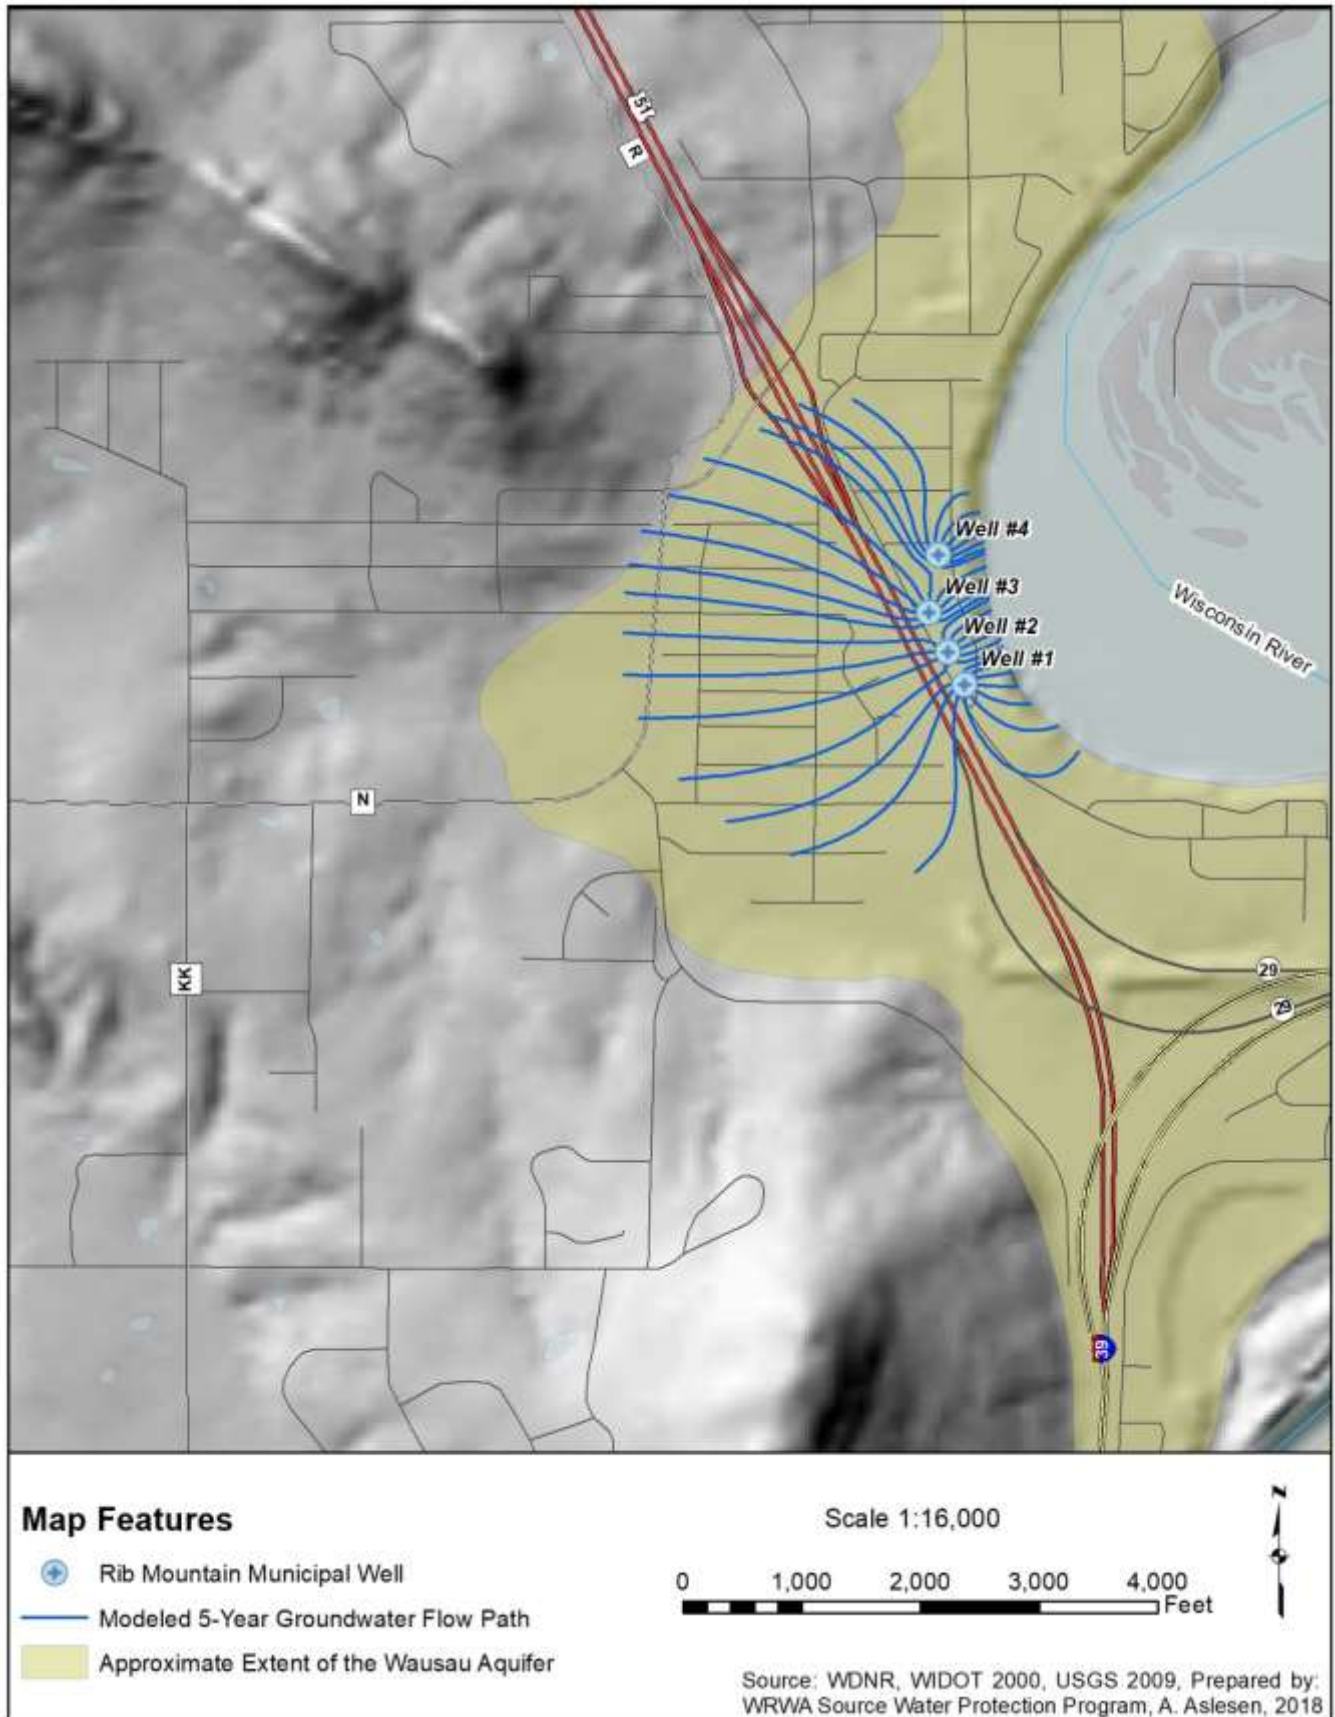 51
R
Well #4
Well #3
Well #2
Well #1
Wisconsin River
N
KK
29
29
39
Map Features
Rib Mountain Municipal Well
Modeled 5-Year Groundwater Flow Path
Approximate Extent of the Wausau Aquifer
Scale 1:16,000
0 1,000 2,000 3,000 4,000
Feet
N
Source: WDNR, WIDOT 2000, USGS 2009, Prepared by:
WRWA Source Water Protection Program, A. Aslesen, 2018